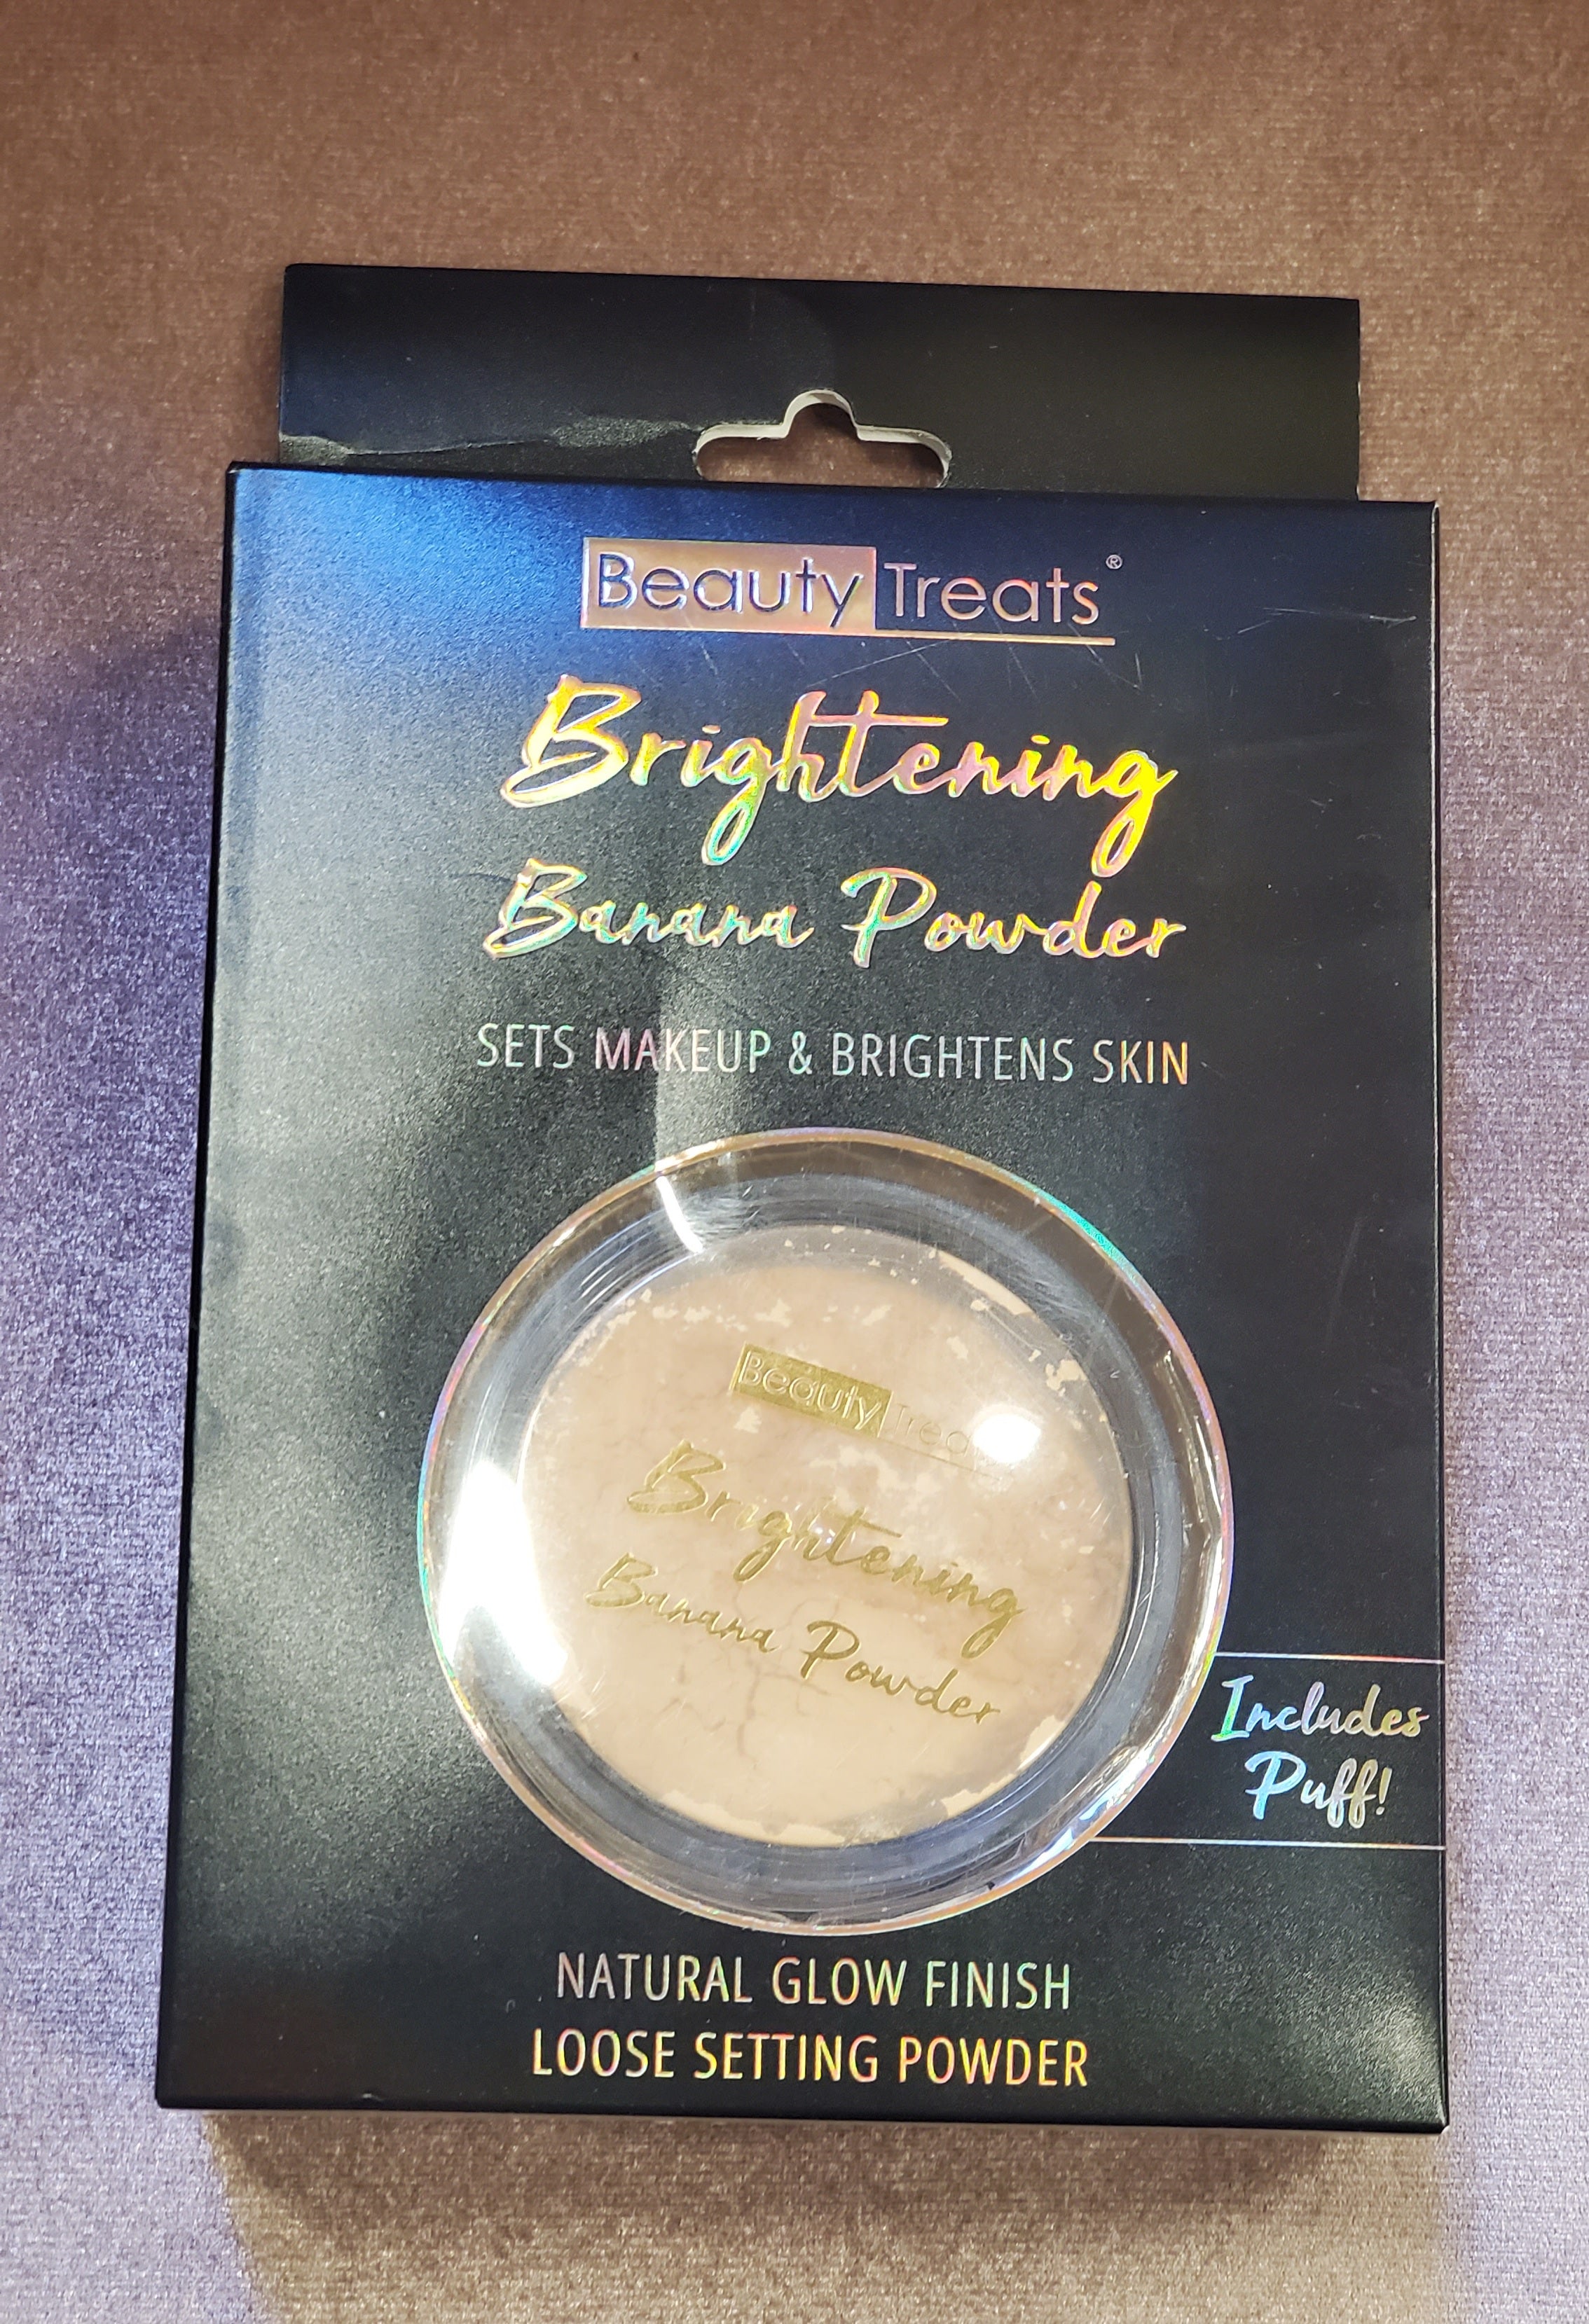 Beauty Treats®
Brightening
Banana Powder
SETS MAKEUP & BRIGHTENS SKIN
Beauty
Brightening
Banana Powder
Includes
Puff!
NATURAL GLOW FINISH
LOOSE SETTING POWDER